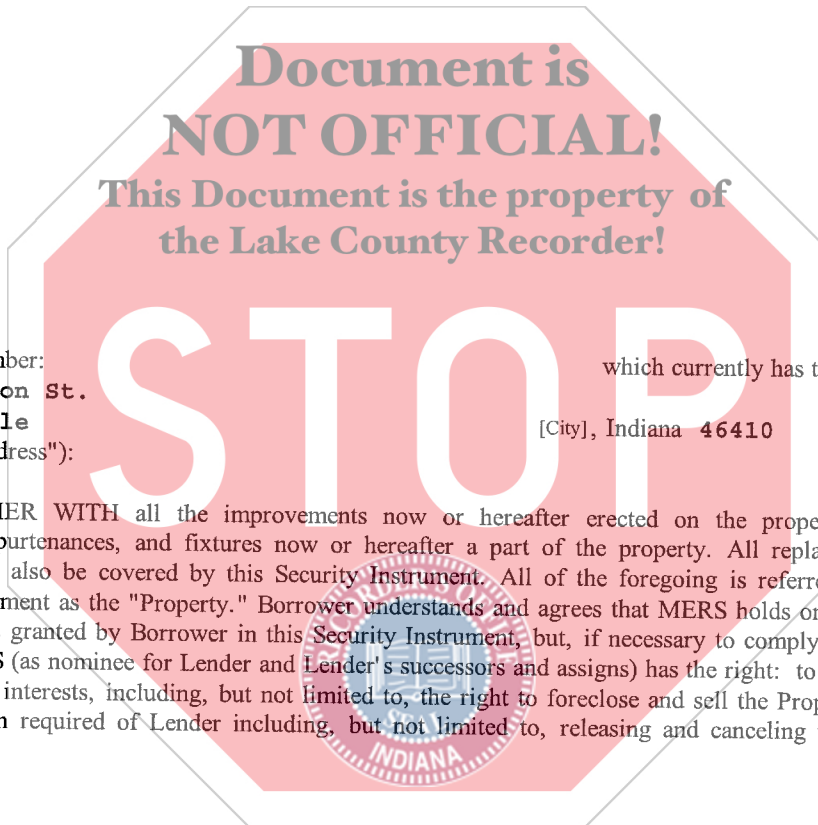 Document is
NOT OFFICIAL!
This Document is the property of
the Lake County Recorder!
STOP
nber: which currently has t
on St.
le [City], Indiana 46410
dress"):
IER WITH all the improvements now or hereafter erected on the prope
ourtenances, and fixtures now or hereafter a part of the property. All repla
also be covered by this Security Instrument. All of the foregoing is referre
ment as the "Property." Borrower understands and agrees that MERS holds on
granted by Borrower in this Security Instrument, but, if necessary to comply
S (as nominee for Lender and Lender's successors and assigns) has the right: to
interests, including, but not limited to, the right to foreclose and sell the Prop
n required of Lender including, but not limited to, releasing and canceling
SEAL
INDIANA